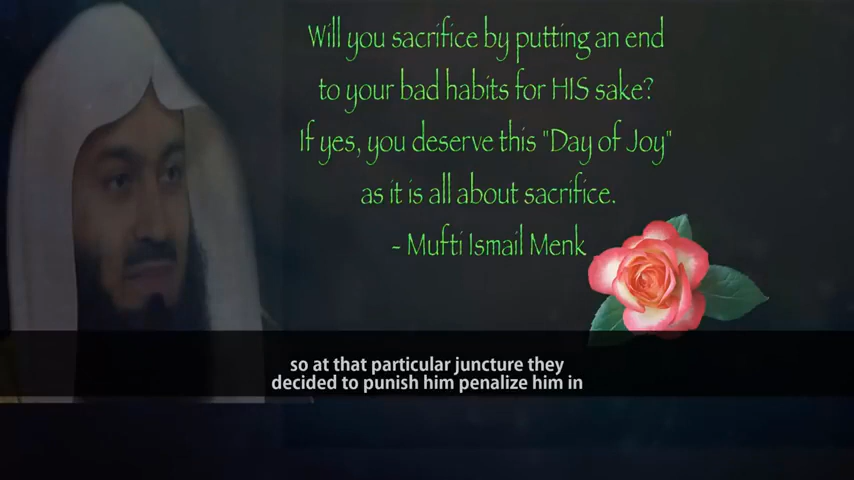 Will you sacrifice by putting an end
to your bad habits for HIS sake?
If yes, you deserve this "Day of Joy"
as it is all about sacrifice.
- Mufti Ismail Menk
so at that particular juncture they
decided to punish him penalize him in